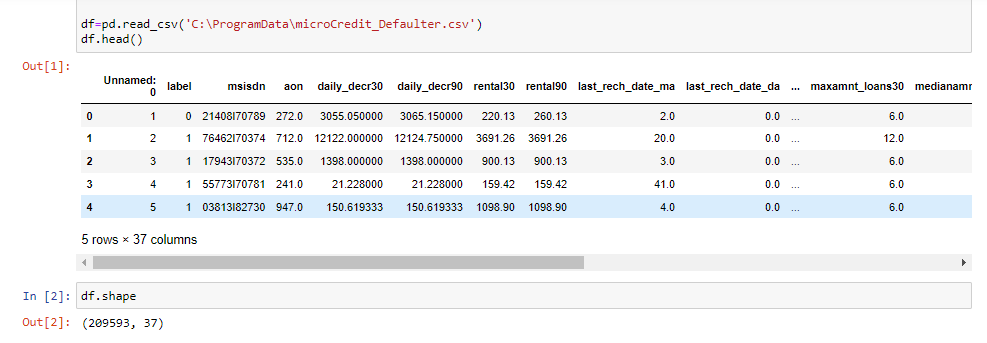 df=pd.read_csv('C:\ProgramData\microCredit_Defaulter.csv')
df.head()
Out[1]:
Unnamed: 0 label msisdn aon daily_decr30 daily_decr90 rental30 rental90 last_rech_date_ma last_rech_date_da ... maxamnt_loans30 medianamn
0 1 0 21408I70789 272.0 3055.050000 3065.150000 220.13 260.13 2.0 0.0 ... 6.0
1 2 1 76462I70374 712.0 12122.000000 12124.750000 3691.26 3691.26 20.0 0.0 ... 12.0
2 3 1 17943I70372 535.0 1398.000000 1398.000000 900.13 900.13 3.0 0.0 ... 6.0
3 4 1 55773I70781 241.0 21.228000 21.228000 159.42 159.42 41.0 0.0 ... 6.0
4 5 1 03813I82730 947.0 150.619333 150.619333 1098.90 1098.90 4.0 0.0 ... 6.0
5 rows × 37 columns
In [2]: df.shape
Out[2]: (209593, 37)